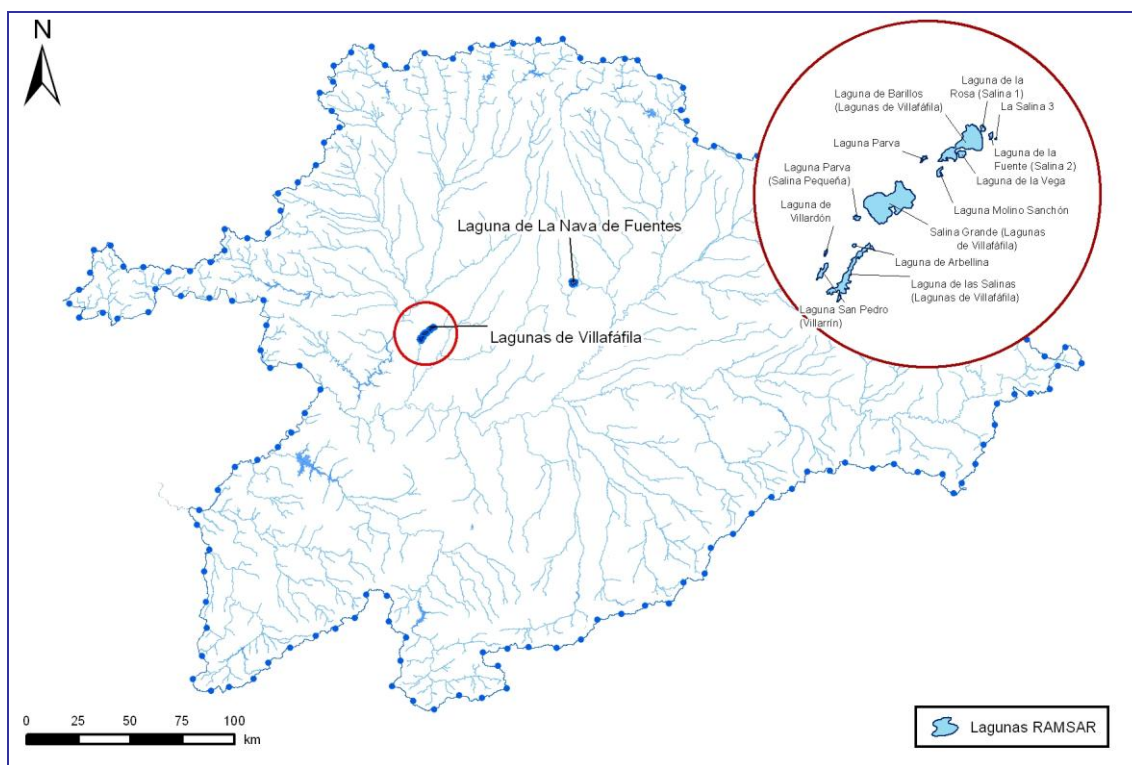 N
Laguna de la
Rosa (Salina 1)
Laguna de Barillos
(Lagunas de Villafáfila)
La Salina 3
Laguna Parva
Laguna de la
Fuente (Salina 2)
Laguna Parva
(Salina Pequeña)
Laguna de la Vega
Laguna de
Villardón
Laguna Molino Sanchón
Salina Grande (Lagunas
de Villafáfila)
Laguna de Arbellina
Laguna de las Salinas
(Lagunas de Villafáfila)
Laguna San Pedro
(Villarrín)
Laguna de La Nava de Fuentes
Lagunas de Villafáfila
0 25 50 75 100
km
Lagunas RAMSAR